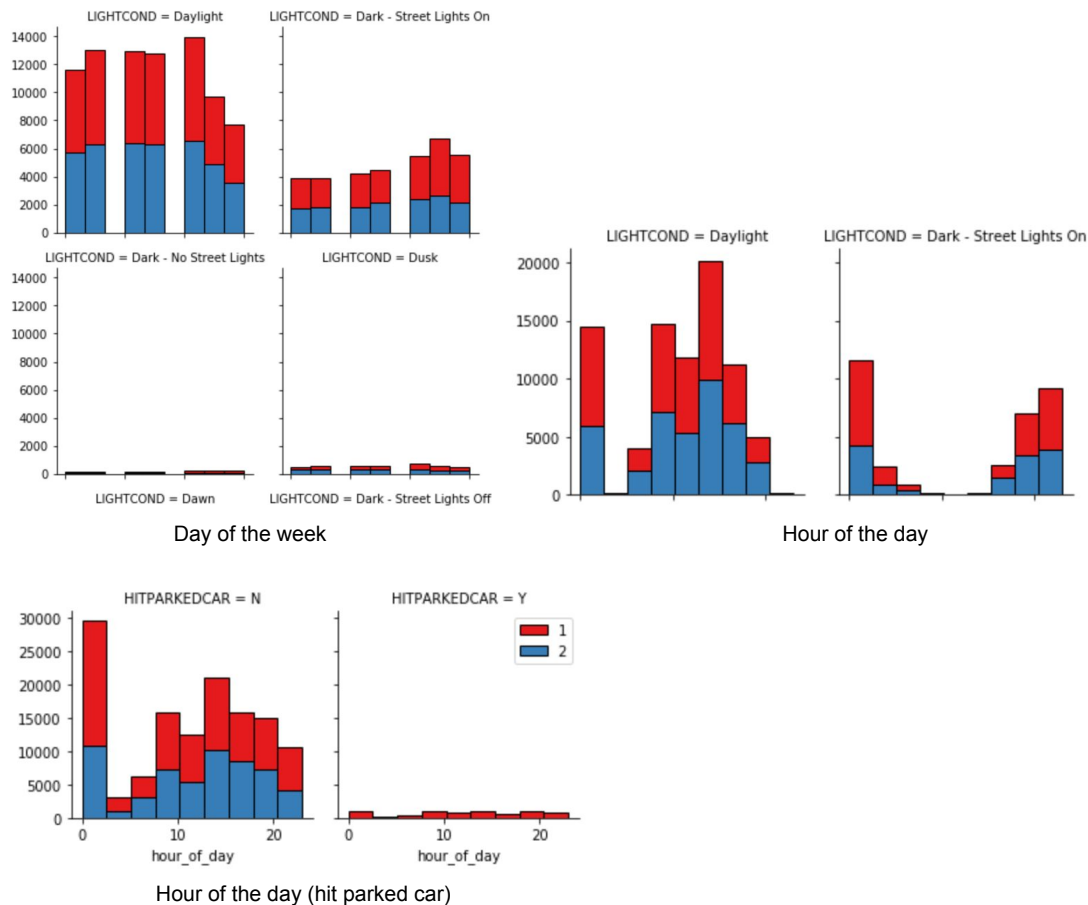 LIGHTCOND = Daylight
LIGHTCOND = Dark - Street Lights On
14000
12000
10000
8000
6000
4000
2000
0
LIGHTCOND = Dark - No Street Lights
LIGHTCOND = Dusk
14000
12000
10000
8000
6000
4000
2000
0
LIGHTCOND = Dawn
LIGHTCOND = Dark - Street Lights Off
Day of the week
LIGHTCOND = Daylight
LIGHTCOND = Dark - Street Lights On
20000
15000
10000
5000
0
Hour of the day
HITPARKEDCAR = N
HITPARKEDCAR = Y
30000
25000
20000
15000
10000
5000
0
1
2
0
10
20
0
10
20
hour_of_day
hour_of_day
Hour of the day (hit parked car)